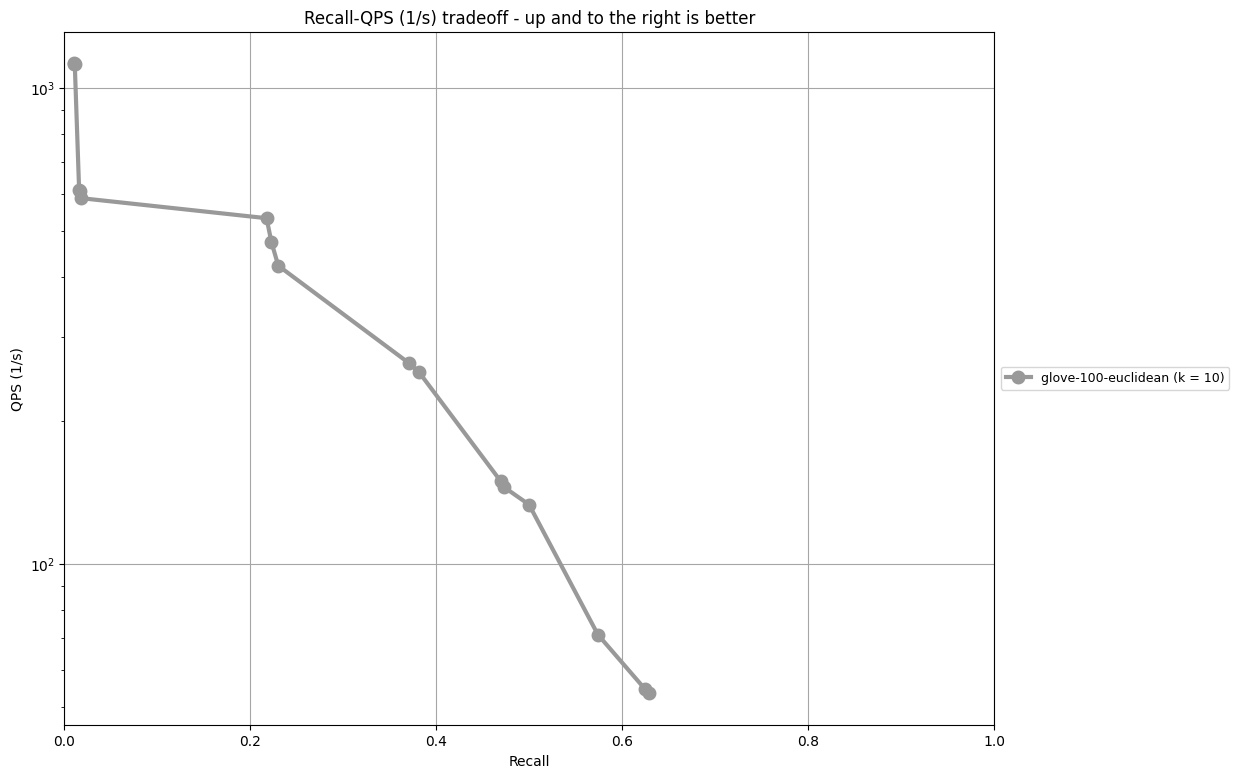 Recall-QPS (1/s) tradeoff - up and to the right is better
10³
QPS (1/s)
glove-100-euclidean (k = 10)
10²
0.0 0.2 0.4 0.6 0.8 1.0
Recall